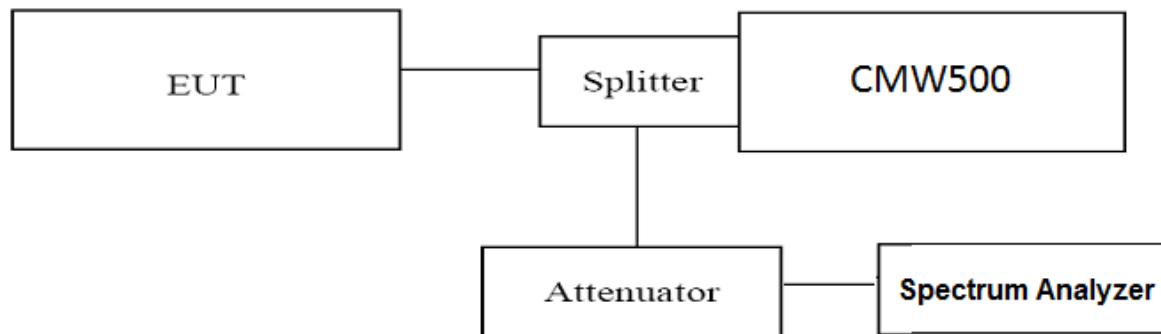 EUT
Splitter
CMW500
Attenuator
Spectrum Analyzer